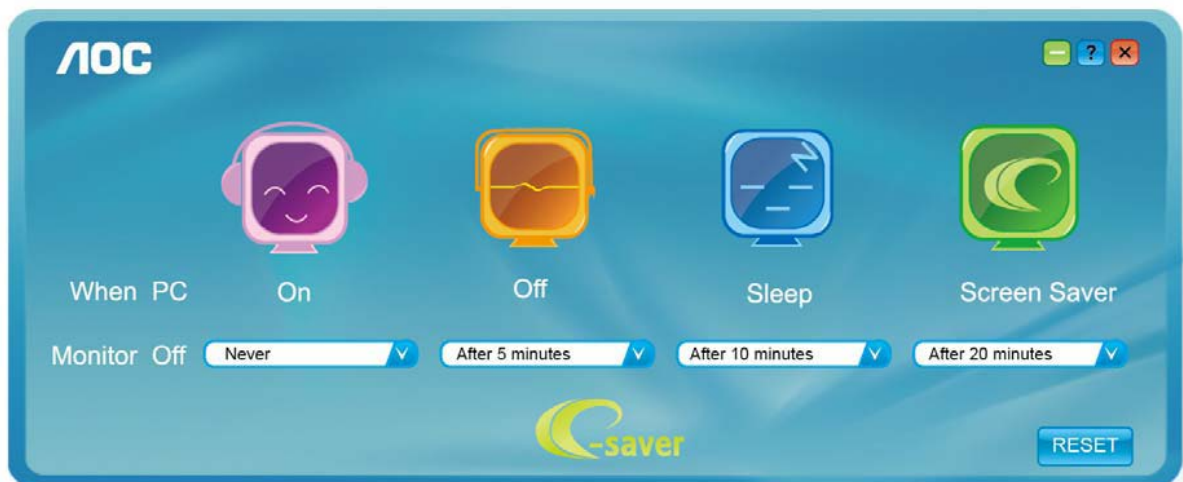 AOC
?
When PC On Off Sleep Screen Saver
Monitor Off Never After 5 minutes After 10 minutes After 20 minutes
e-saver
RESET